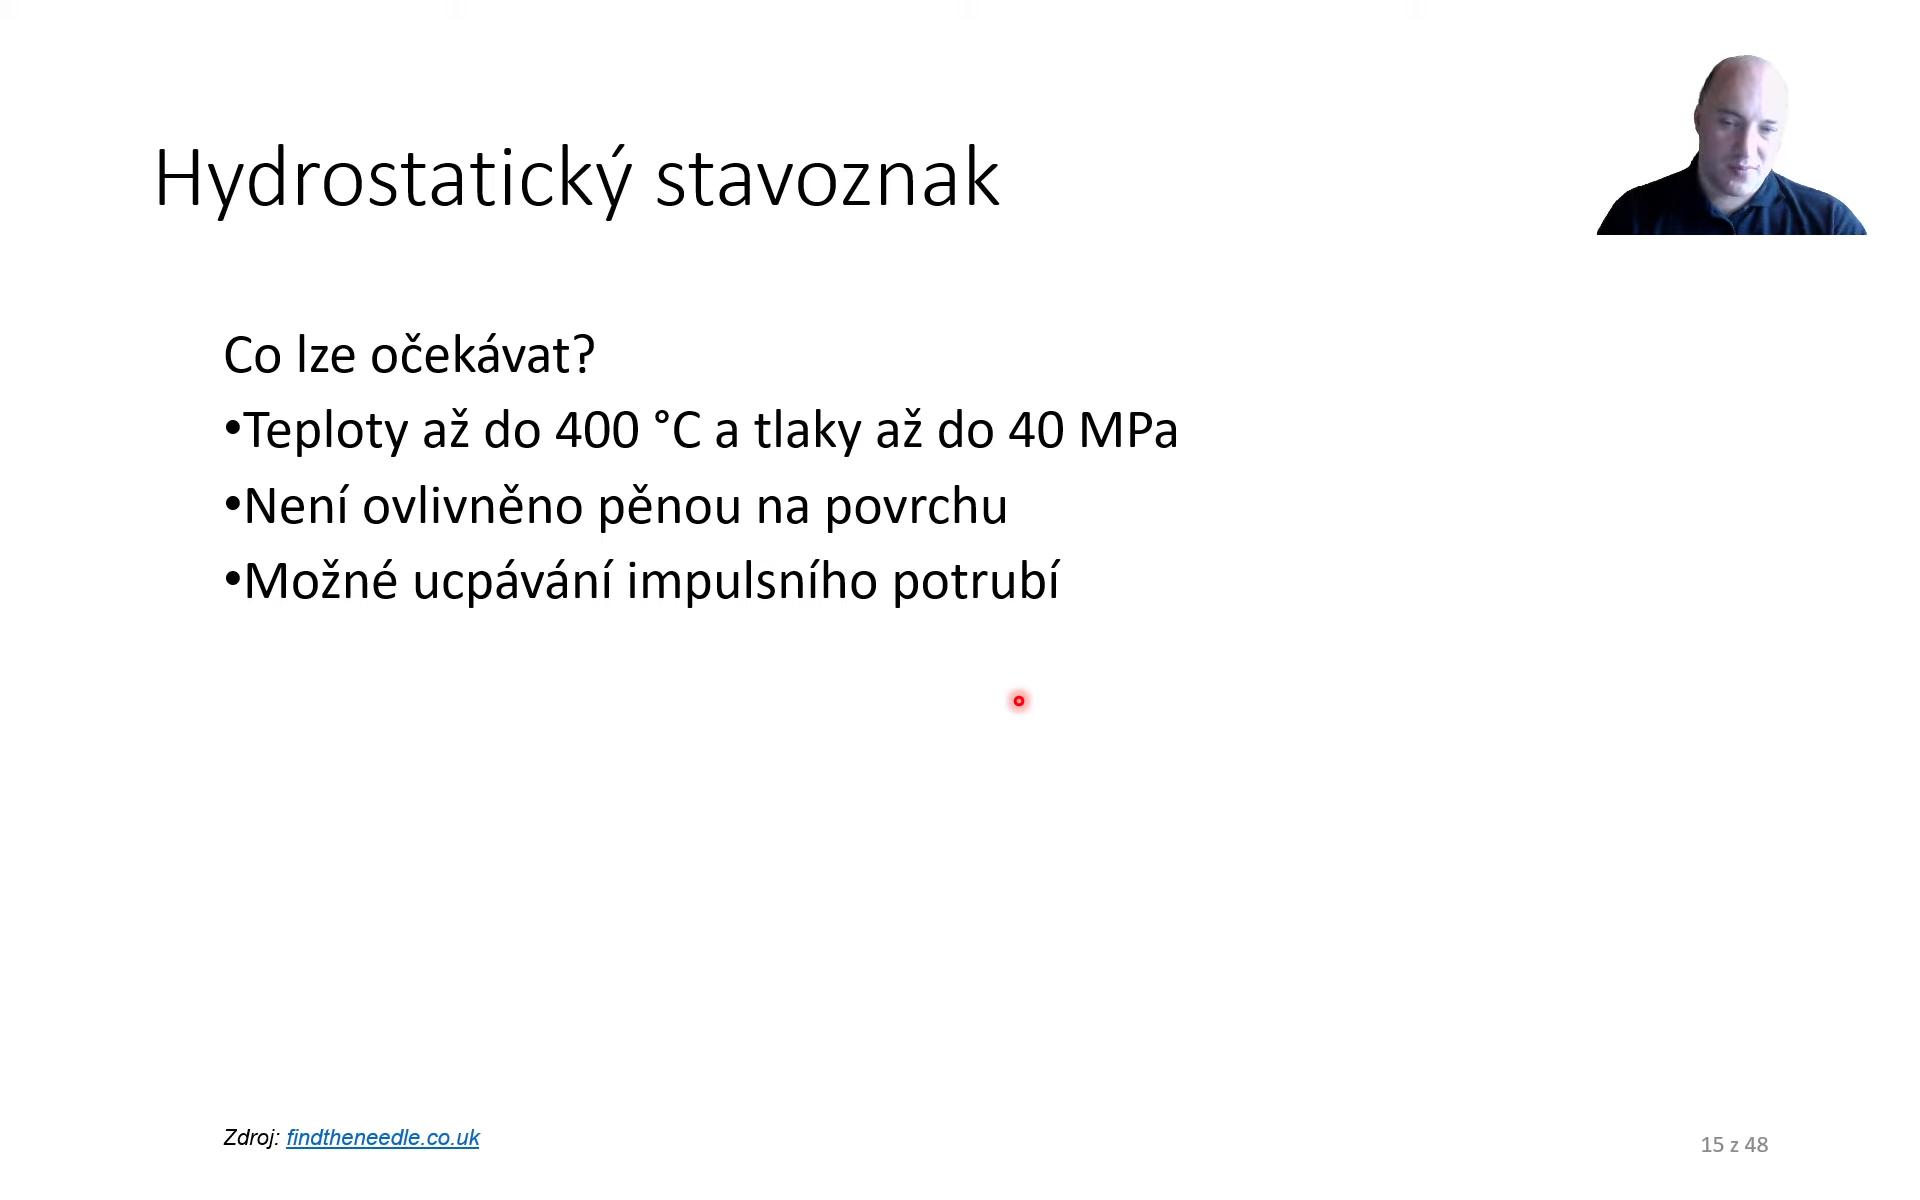 Hydrostatický stavoznak
Co lze očekávat?
•Teploty až do 400 °C a tlaky až do 40 MPa
•Není ovlivněno pěnou na povrchu
•Možné ucpávání impulsního potrubí
Zdroj: findtheneedle.co.uk
15 z 48